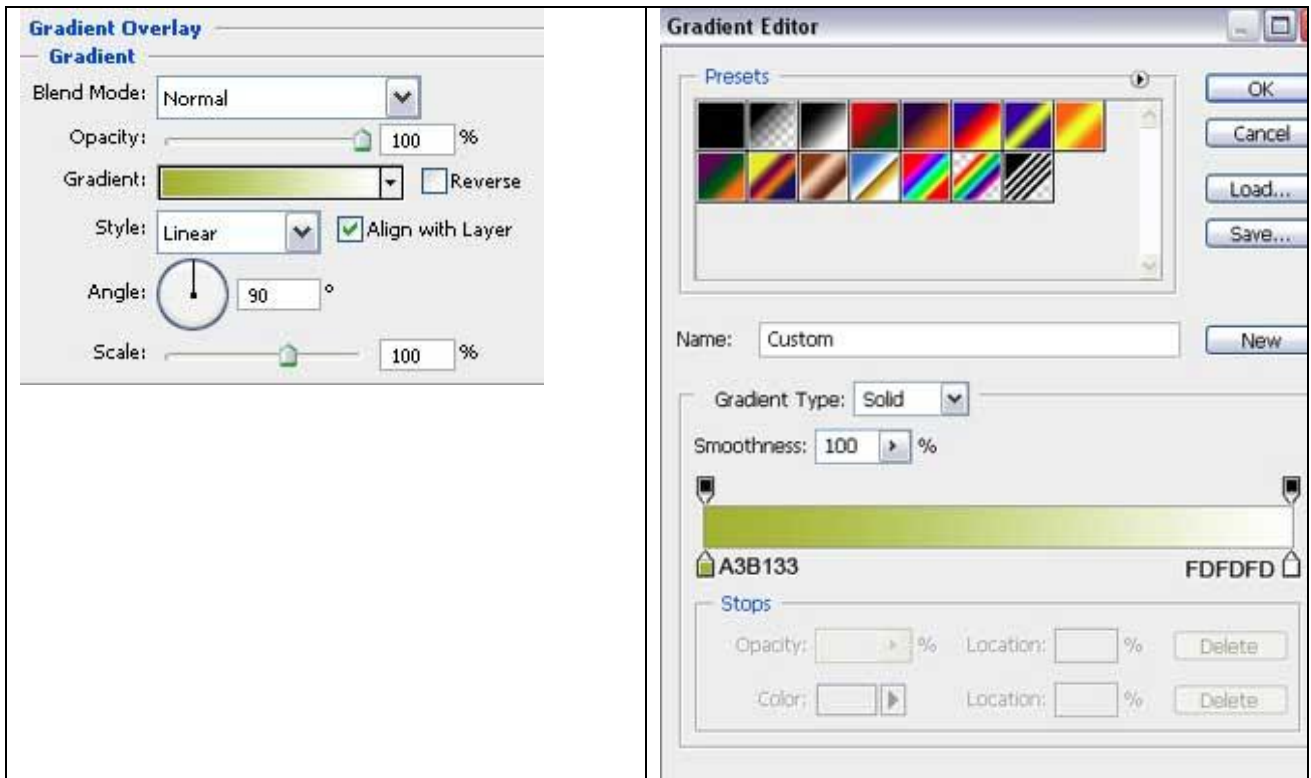 Gradient Overlay
Gradient
Blend Mode: Normal
Opacity: 100 %
Gradient: Reverse
Style: Linear Align with Layer
Angle: 90 °
Scale: 100 %
Gradient Editor
Presets
OK
Cancel
Load...
Save...
Name: Custom
New
Gradient Type: Solid
Smoothness: 100 %
A3B133 FDFDFD
Stops
Opacity: % Location: % Delete
Color: Location: % Delete